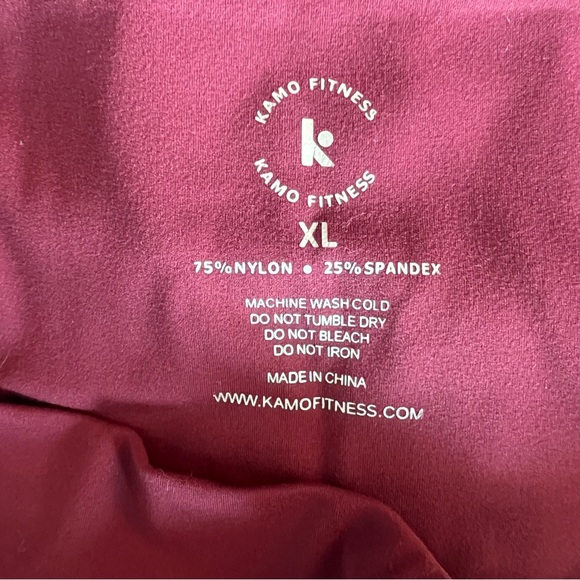 KAMO FITNESS
k
KAMO FITNESS
XL
75%NYLON ● 25%SPANDEX
MACHINE WASH COLD
DO NOT TUMBLE DRY
DO NOT BLEACH
DO NOT IRON
MADE IN CHINA
WWW.KAMOFITNESS.COM